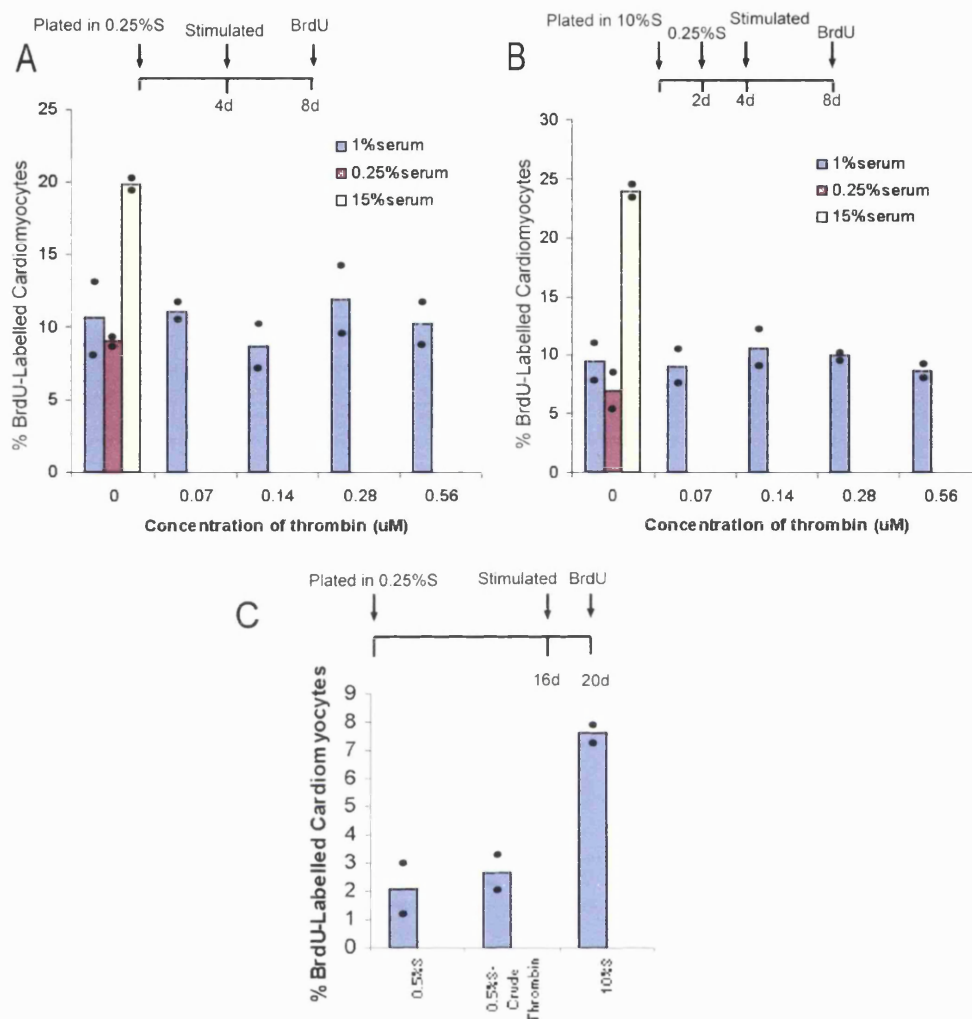 A
Plated in 0.25%S
Stimulated
BrdU
4d
8d
% BrdU-Labelled Cardiomyocytes
25
20
15
10
5
0
1%serum
0.25%serum
15%serum
0
0.07
0.14
0.28
0.56
Concentration of thrombin (uM)
B
Plated in 10%S
0.25%S
Stimulated
BrdU
2d
4d
8d
% BrdU-Labelled Cardiomyocytes
30
25
20
15
10
5
0
1%serum
0.25%serum
15%serum
0
0.07
0.14
0.28
0.56
Concentration of thrombin (uM)
C
Plated in 0.25%S
Stimulated
BrdU
16d
20d
% BrdU-Labelled Cardiomyocytes
9
8
7
6
5
4
3
2
1
0
0.5%S
0.5%S-
Crude
Thrombin
10%S